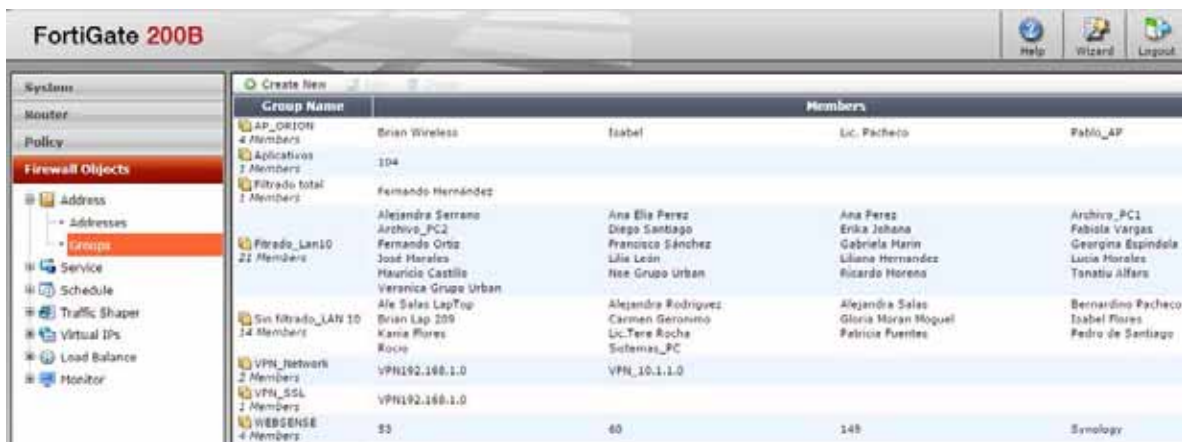 FortiGate 200B
Help Wizard Logout
System
Router
Policy
Firewall Objects
Address
Addresses
Groups
Service
Schedule
Traffic Shaper
Virtual IPs
Load Balance
Monitor
Create New
Group Name Members
AP_ORION
4 Members
Brian Wireless Isabel Lic. Pacheco Pablo_AP
Aplicativos
1 Members
104
Filtrado total
1 Members
Fernando Hernández
Fitrado_Lan10
21 Members
Alejandra Serrano Ana Elia Perez Ana Perez Archivo_PC1
Archivo_PC2 Diego Santiago Erika Johana Fabiola Vargas
Fernando Ortiz Francisco Sánchez Gabriela Marin Georgina Espindola
José Morales Lilia León Liliana Hernandez Lucia Morales
Mauricio Castillo Noe Grupo Urban Ricardo Moreno Tonatiu Alfaro
Veronica Grupo Urban
Sin filtrado_LAN 10
14 Members
Ale Salas LapTop Alejandra Rodriguez Alejandra Salas Bernardino Pacheco
Brian Lap 209 Carmen Geronimo Gloria Moran Moguel Isabel Flores
Kania Flores Lic.Tere Rocha Patricia Fuentes Pedro de Santiago
Rocio Sistemas_PC
VPN_Network
2 Members
VPN192.168.1.0 VPN_10.1.1.0
VPN_SSL
1 Members
VPN192.168.1.0
WEBSENSE
4 Members
53 60 149 Synology